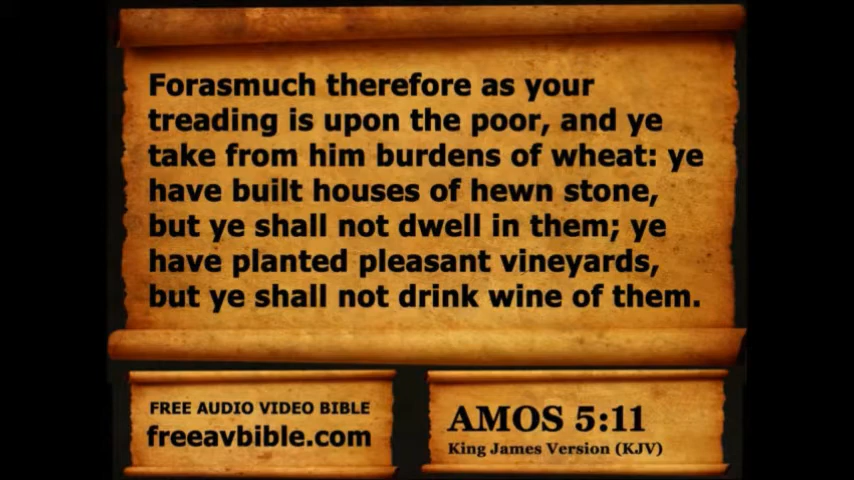 Forasmuch therefore as your
treading is upon the poor, and ye
take from him burdens of wheat: ye
have built houses of hewn stone,
but ye shall not dwell in them; ye
have planted pleasant vineyards,
but ye shall not drink wine of them.
FREE AUDIO VIDEO BIBLE
freeavbible.com
AMOS 5:11
King James Version (KJV)